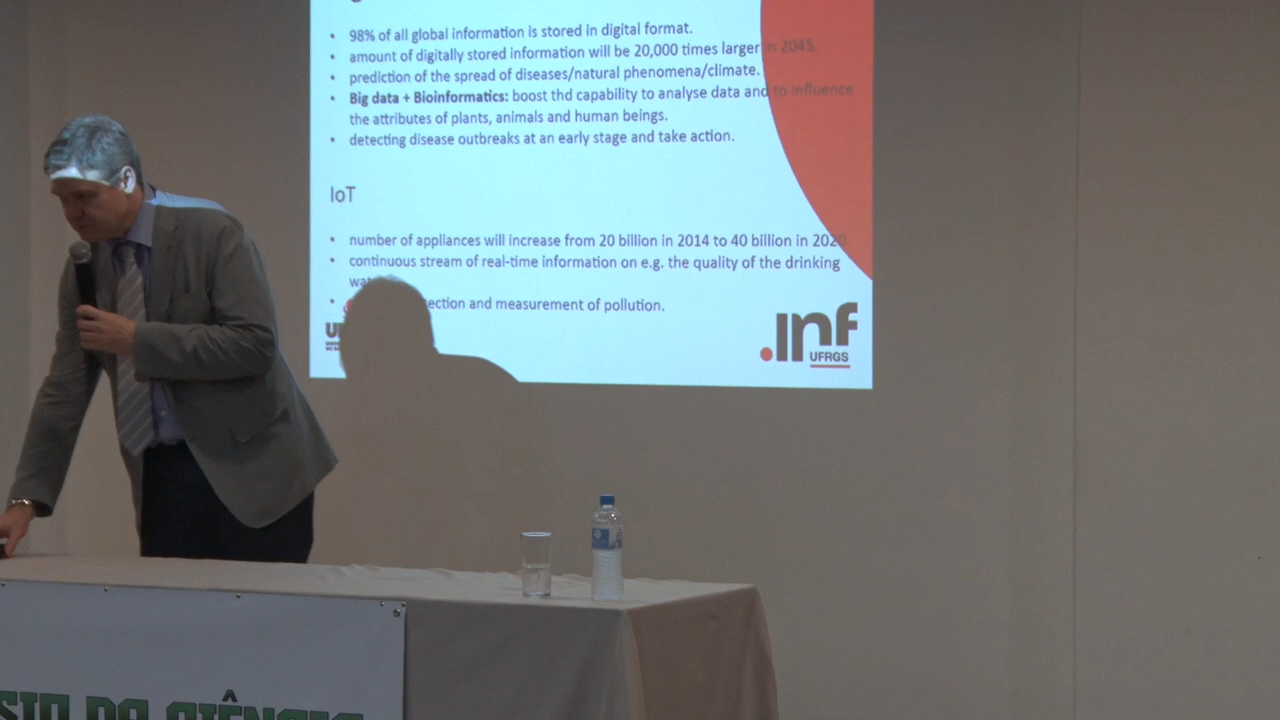 98% of all global information is stored in digital format.
amount of digitally stored information will be 20,000 times larger in 2045.
prediction of the spread of diseases/natural phenomena/climate.
Big data + Bioinformatics: boost thd capability to analyse data and to influence
the attributes of plants, animals and human beings.
detecting disease outbreaks at an early stage and take action.
IoT
number of appliances will increase from 20 billion in 2014 to 40 billion in 2020.
continuous stream of real-time information on e.g. the quality of the drinking
and measurement of pollution.
.inf
UFRGS
DA CIÊNCIA